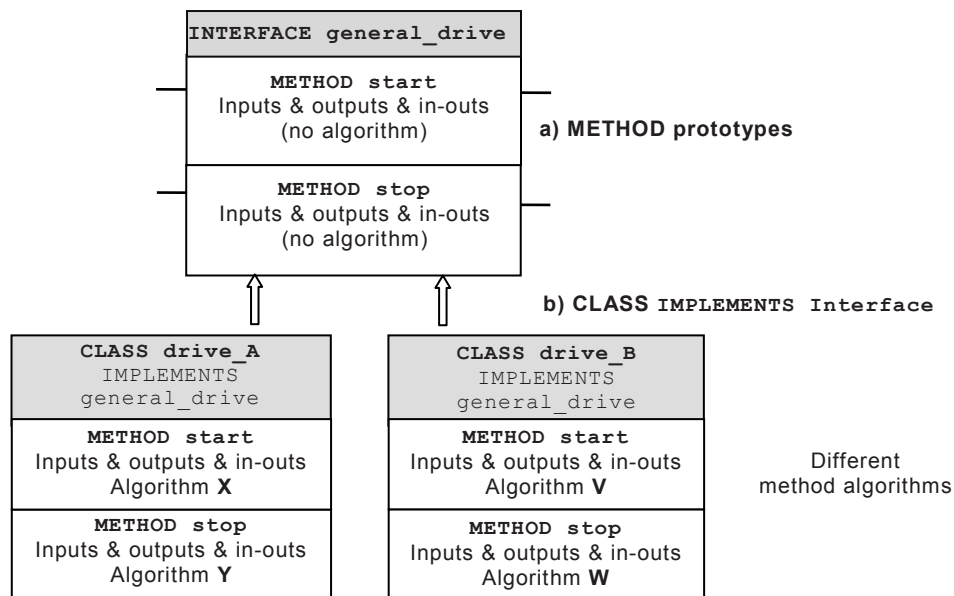 INTERFACE general_drive
METHOD start
Inputs & outputs & in-outs
(no algorithm)
a) METHOD prototypes
METHOD stop
Inputs & outputs & in-outs
(no algorithm)
b) CLASS IMPLEMENTS Interface
CLASS drive_A
IMPLEMENTS
general_drive
METHOD start
Inputs & outputs & in-outs
Algorithm X
METHOD stop
Inputs & outputs & in-outs
Algorithm Y
CLASS drive_B
IMPLEMENTS
general_drive
METHOD start
Inputs & outputs & in-outs
Algorithm V
METHOD stop
Inputs & outputs & in-outs
Algorithm W
Different
method algorithms